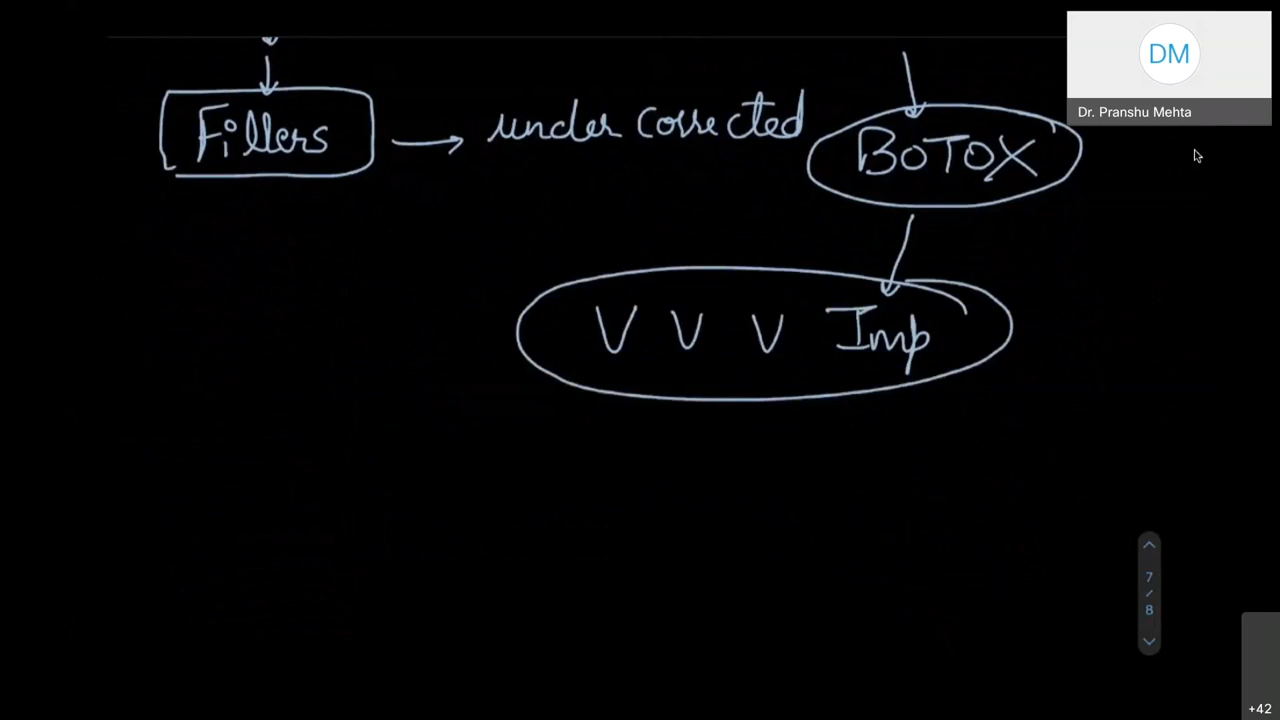 DM
Dr. Pranshu Mehta
Fillers → under corrected
BOTOX
V V V Imp
7
/
8
+42